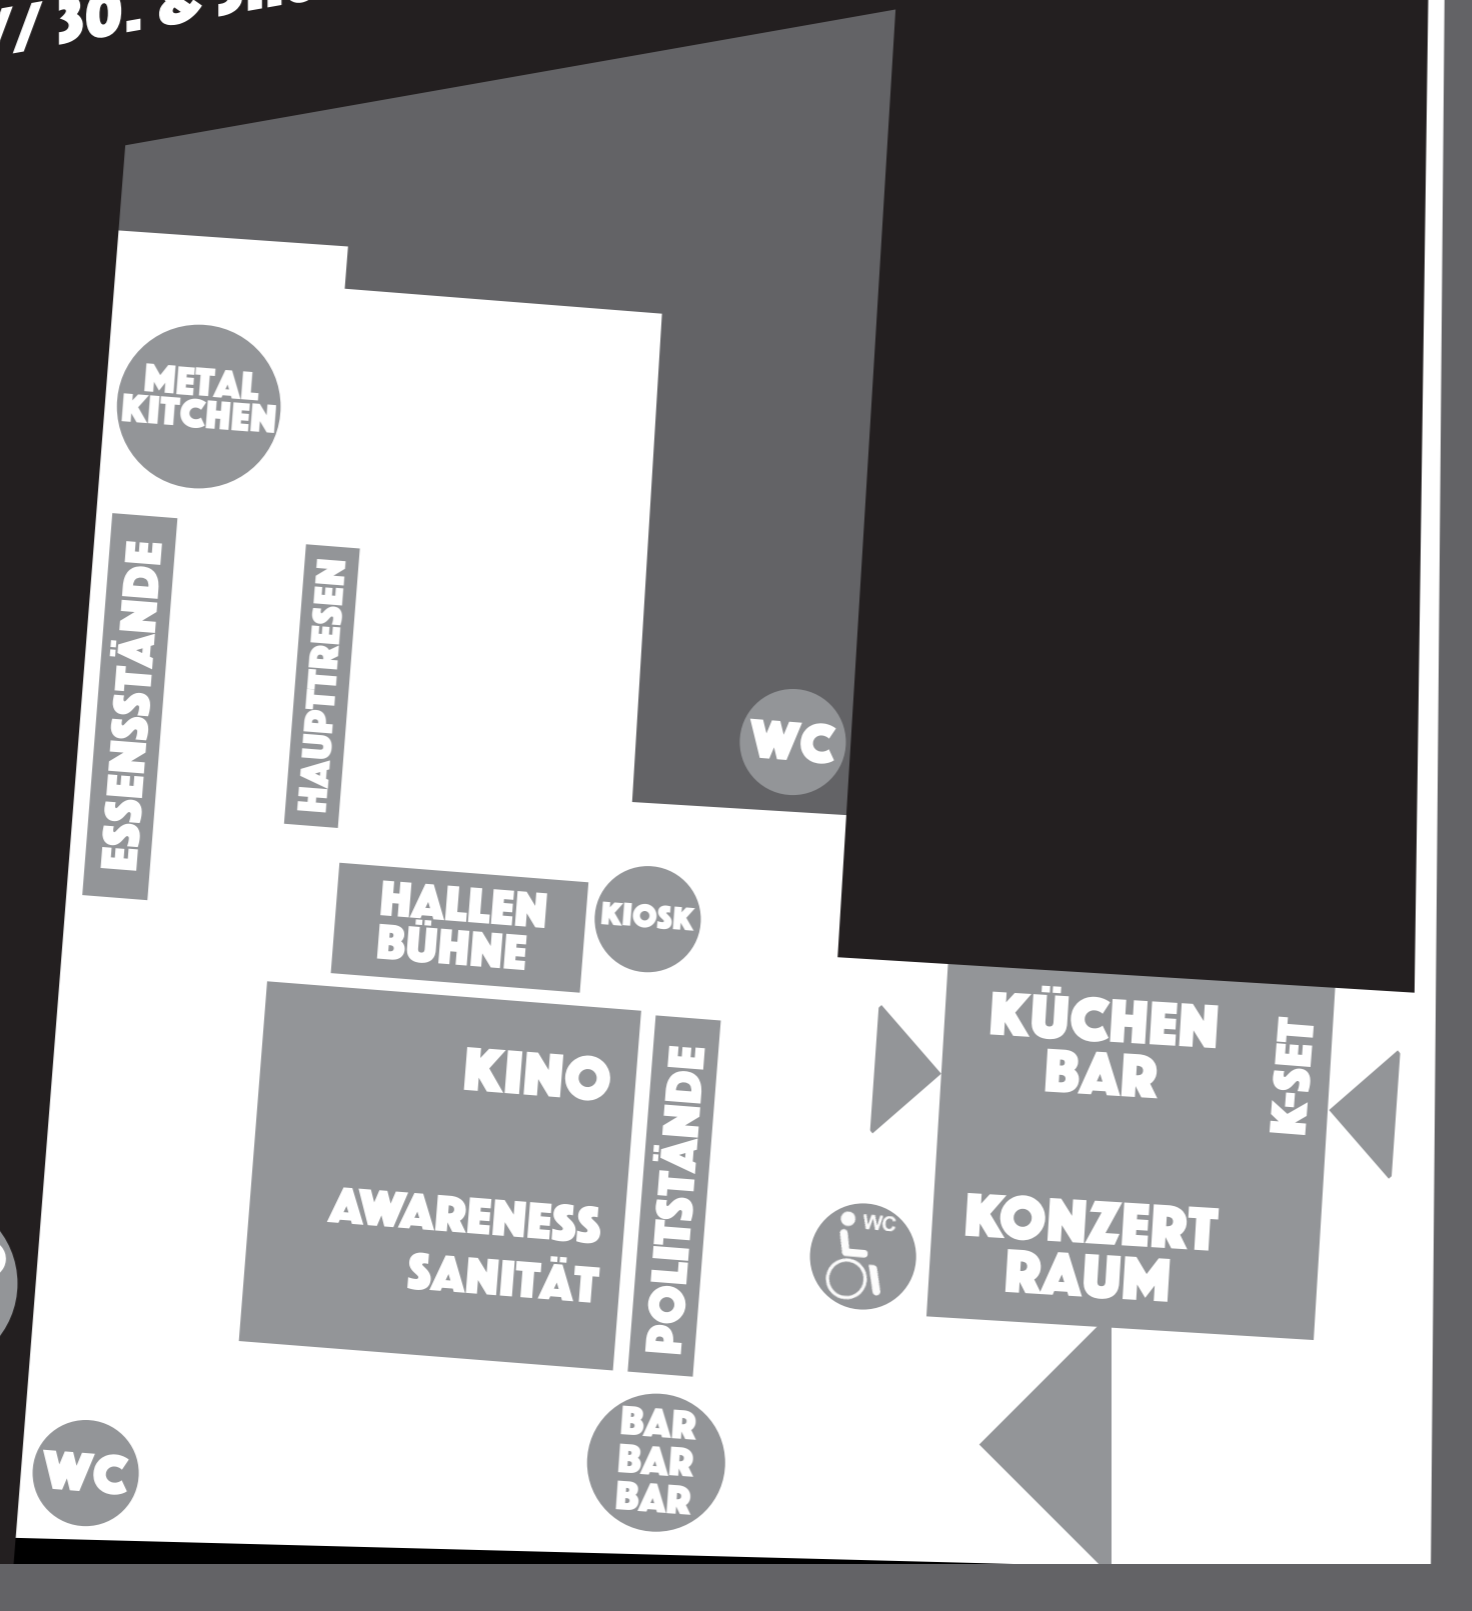 // 30. &
METAL
KITCHEN
ESSENSSTÄNDE
HAUPTTRESEN
WC
HALLEN
BÜHNE
KIOSK
KÜCHEN
BAR
K-SET
KINO
POLITSTÄNDE
AWARENESS
SANITÄT
WC
KONZERT
RAUM
BAR
BAR
BAR
WC